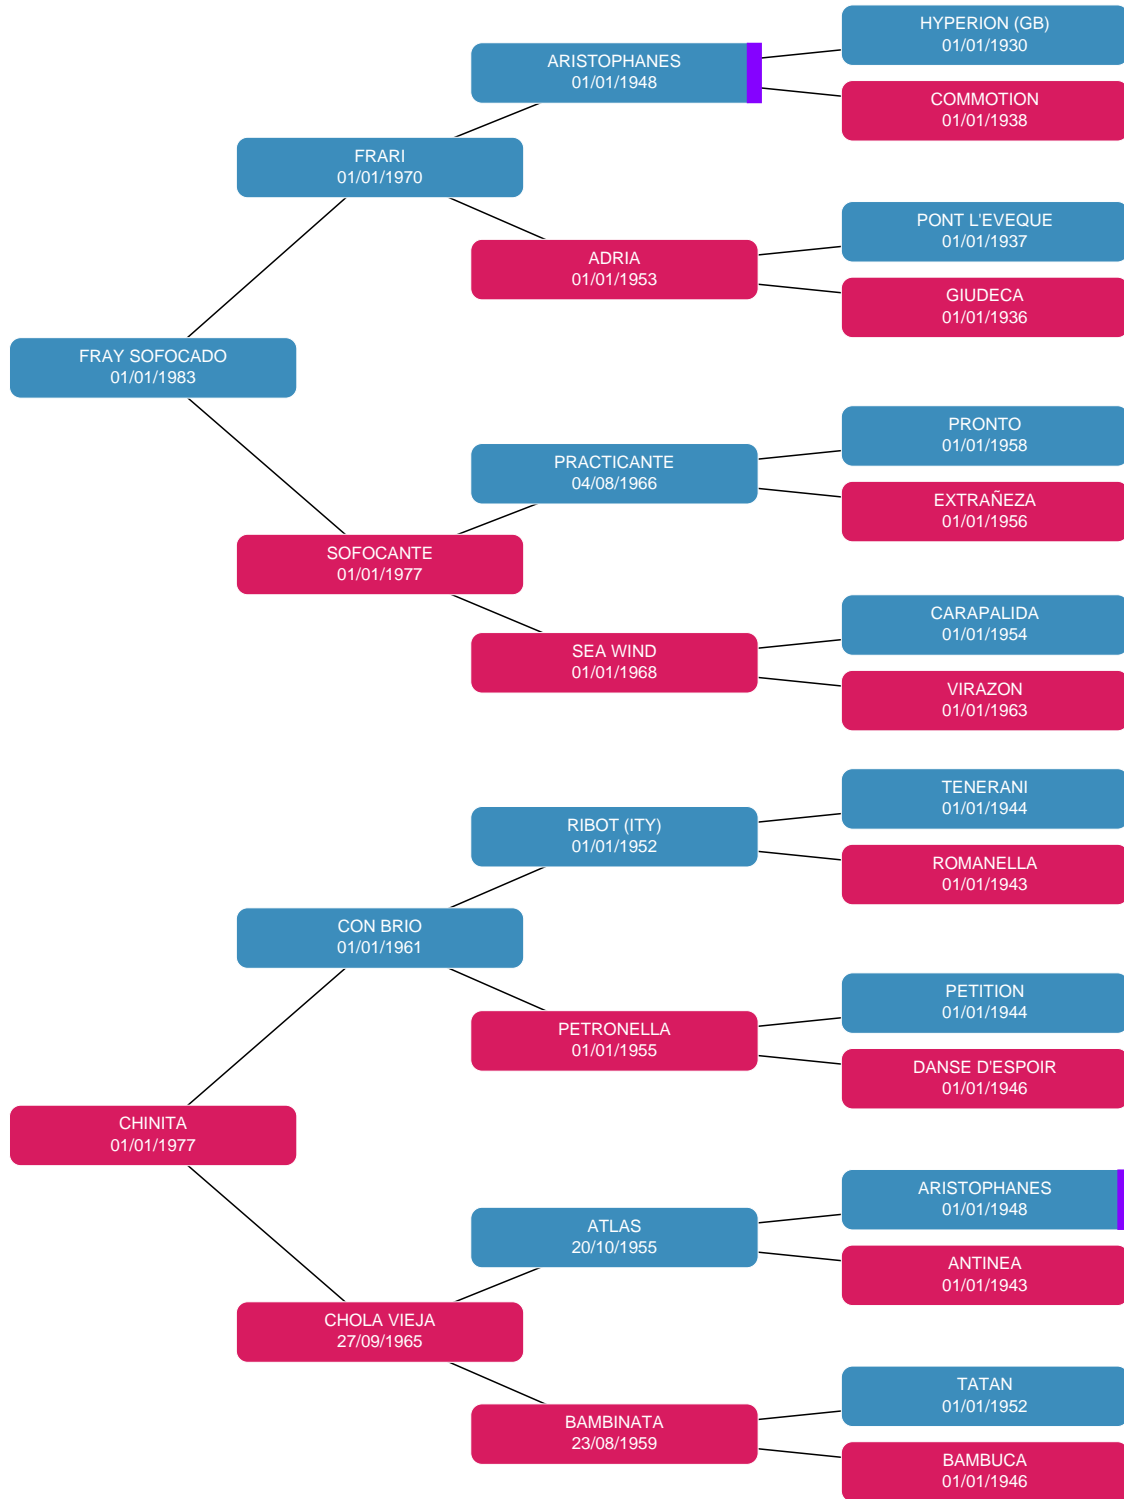 HYPERION (GB)
01/01/1930
ARISTOPHANES
01/01/1948
COMMOTION
01/01/1938
FRARI
01/01/1970
PONT L'EVEQUE
01/01/1937
ADRIA
01/01/1953
GIUDECA
01/01/1936
FRAY SOFOCADO
01/01/1983
PRONTO
01/01/1958
PRACTICANTE
04/08/1966
EXTRAÑEZA
01/01/1956
SOFOCANTE
01/01/1977
CARAPALIDA
01/01/1954
SEA WIND
01/01/1968
VIRAZON
01/01/1963
TENERANI
01/01/1944
RIBOT (ITY)
01/01/1952
ROMANELLA
01/01/1943
CON BRIO
01/01/1961
PETITION
01/01/1944
PETRONELLA
01/01/1955
DANSE D'ESPOIR
01/01/1946
CHINITA
01/01/1977
ARISTOPHANES
01/01/1948
ATLAS
20/10/1955
ANTINEA
01/01/1943
CHOLA VIEJA
27/09/1965
TATAN
01/01/1952
BAMBINATA
23/08/1959
BAMBUCA
01/01/1946